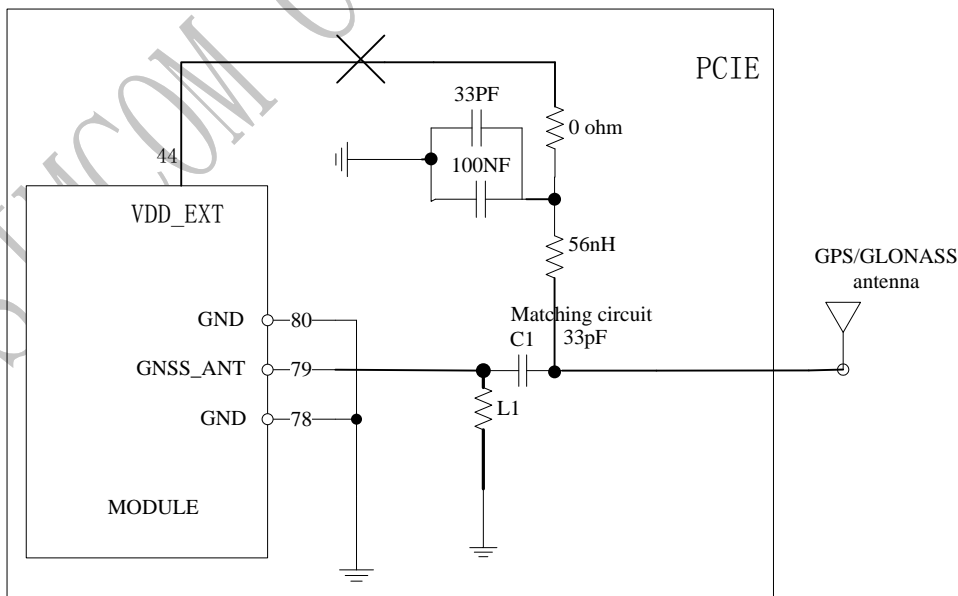 SIMCOM
PCIE
33PF
0 ohm
100NF
44
VDD_EXT
56nH
GPS/GLONASS
antenna
Matching circuit
GND
80
C1
33pF
GNSS_ANT
79
L1
GND
78
MODULE